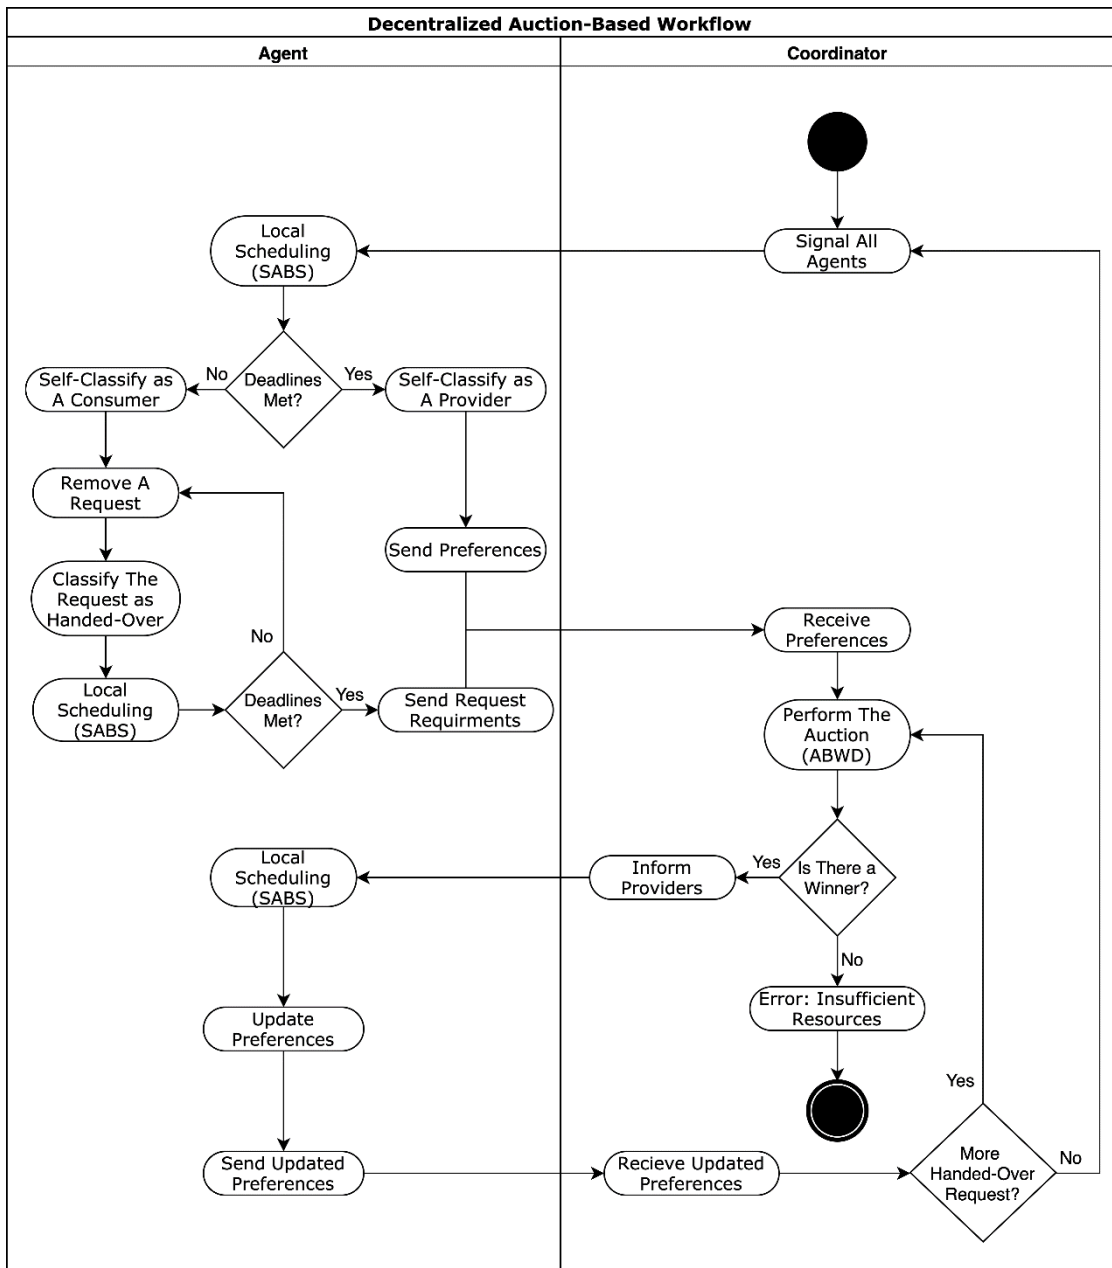 Decentralized Auction-Based Workflow
Agent
Coordinator
Signal All
Agents
Local
Scheduling
(SABS)
Deadlines
Met?
No
Yes
Self-Classify as
A Consumer
Self-Classify as
A Provider
Remove A
Request
Send Preferences
Classify The
Request as
Handed-Over
No
Local
Scheduling
(SABS)
Deadlines
Met?
Yes
Send Request
Requirments
Receive
Preferences
Perform The
Auction
(ABWD)
Is There a
Winner?
Yes
Inform
Providers
No
Local
Scheduling
(SABS)
Error: Insufficient
Resources
Update
Preferences
Send Updated
Preferences
Recieve Updated
Preferences
More
Handed-Over
Request?
Yes
No